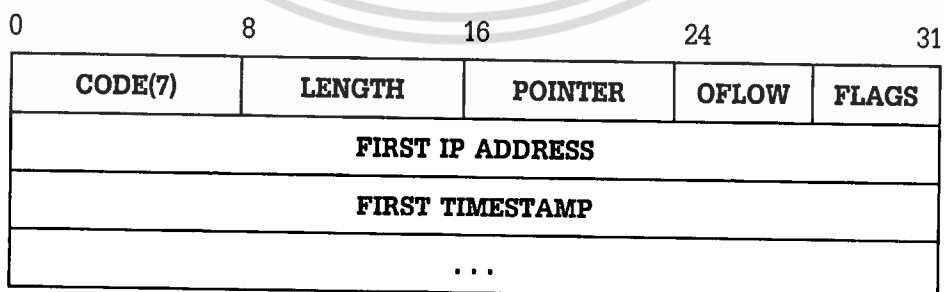 0 8 16 24 31
CODE(7) LENGTH POINTER OFLOW FLAGS
FIRST IP ADDRESS
FIRST TIMESTAMP
...